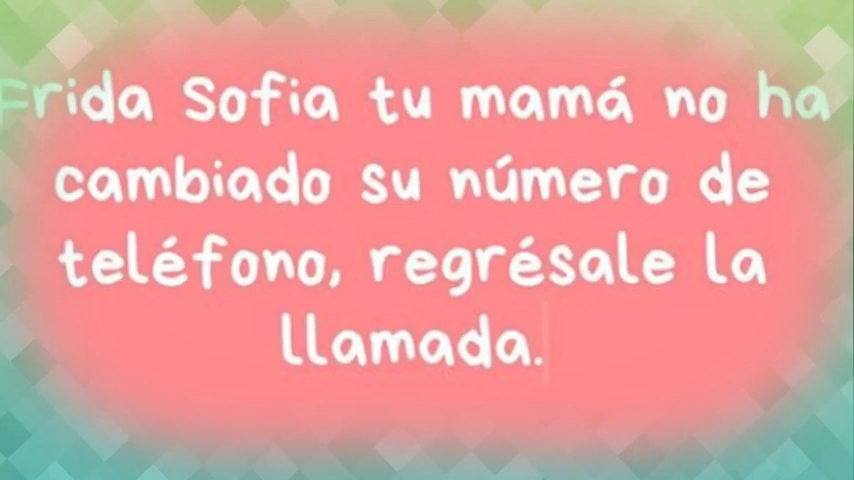 Frida Sofia tu mamá no ha
cambiado su número de
teléfono, regrésale la
llamada.